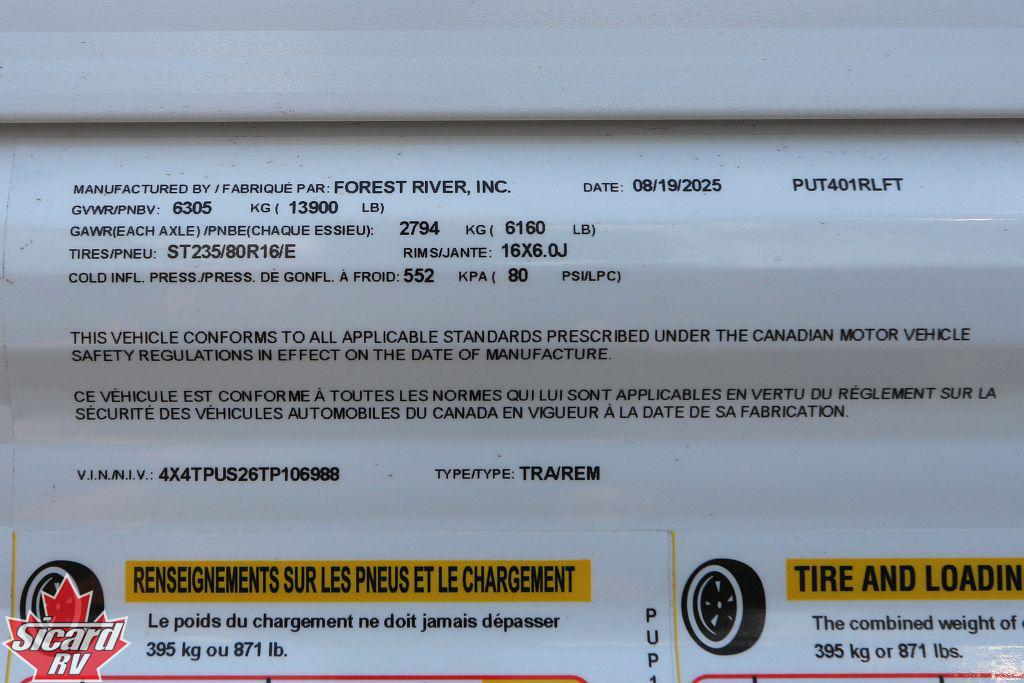 MANUFACTURED BY / FABRIQUÉ PAR: FOREST RIVER, INC. DATE: 08/19/2025 PUT401RLFT
GVWR/PNBV: 6305 KG ( 13900 LB)
GAWR(EACH AXLE) /PNBE(CHAQUE ESSIEU): 2794 KG ( 6160 LB)
TIRES/PNEU: ST235/80R16/E RIMS/JANTE: 16X6.0J
COLD INFL. PRESS./PRESS. DE GONFL. À FROID: 552 KPA ( 80 PSI/LPC)
THIS VEHICLE CONFORMS TO ALL APPLICABLE STANDARDS PRESCRIBED UNDER THE CANADIAN MOTOR VEHICLE
SAFETY REGULATIONS IN EFFECT ON THE DATE OF MANUFACTURE.
CE VÉHICULE EST CONFORME À TOUTES LES NORMES QUI LUI SONT APPLICABLES EN VERTU DU RÉGLEMENT SUR LA
SÉCURITÉ DES VÉHICULES AUTOMOBILES DU CANADA EN VIGUEUR À LA DATE DE SA FABRICATION.
V.I.N./N.I.V.: 4X4TPUS26TP106988 TYPE/TYPE: TRA/REM
RENSEIGNEMENTS SUR LES PNEUS ET LE CHARGEMENT
Le poids du chargement ne doit jamais dépasser
395 kg ou 871 lb.
PUP
TIRE AND LOADIN
The combined weight of
395 kg or 871 lbs.
Sicard
RV